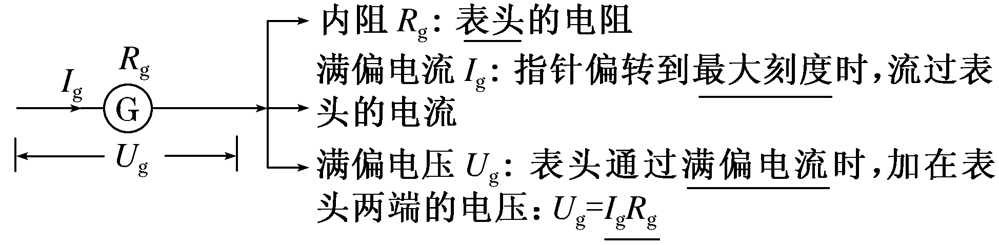 内阻 Rg：表头的电阻
Rg
满偏电流 Ig：指针偏转到最大刻度时，流过表
Ig
G
头的电流
Ug
满偏电压 Ug：表头通过满偏电流时，加在表
头两端的电压：Ug=IgRg